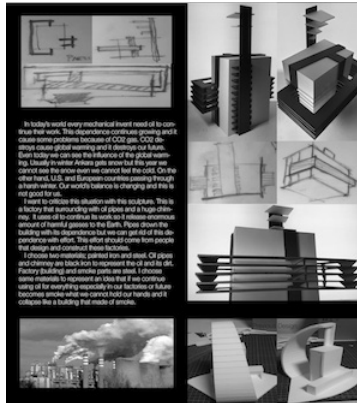 In today's world every mechanical invent need oil to con-
tinue their work. This dependence continues growing and it
cause some problems because of CO2 gas. CO2 de-
stroys cause global warming and it destroys our future.
Even today we can see the influence of the global warm-
ing. Usually in winter Ankara gets snow but this year we
cannot see the snow even we cannot feel the cold. On the
other hand, U.S. and European countries passing through
a harsh winter. Our world's balance is changing and this is
not good for us.
I want to criticize this situation with this sculpture. This is
a factory that surrounding with oil pipes and a huge chim-
ney. It uses oil to continue its work so it release enormous
amount of harmful gasses to the Earth. Pipes drown the
building with its dependence but we can get rid of this de-
pendence with effort. This effort should come from people
that design and construct these factories.
I choose two materials; painted iron and steel. Oil pipes
and chimney are black iron to represent the oil and its dirt.
Factory (building) and smoke parts are steel. I choose
same materials to represent an idea that if we continue
using oil for everything especially in our factories or future
becomes smoke what we cannot hold our hands and it
collapse like a building that made of smoke.